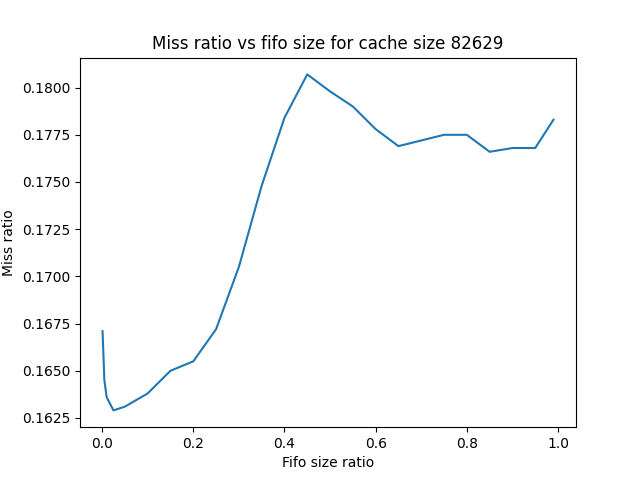 Miss ratio vs fifo size for cache size 82629
0.1800
0.1775
0.1750
0.1725
0.1700
0.1675
0.1650
0.1625
Miss ratio
0.0 0.2 0.4 0.6 0.8 1.0
Fifo size ratio